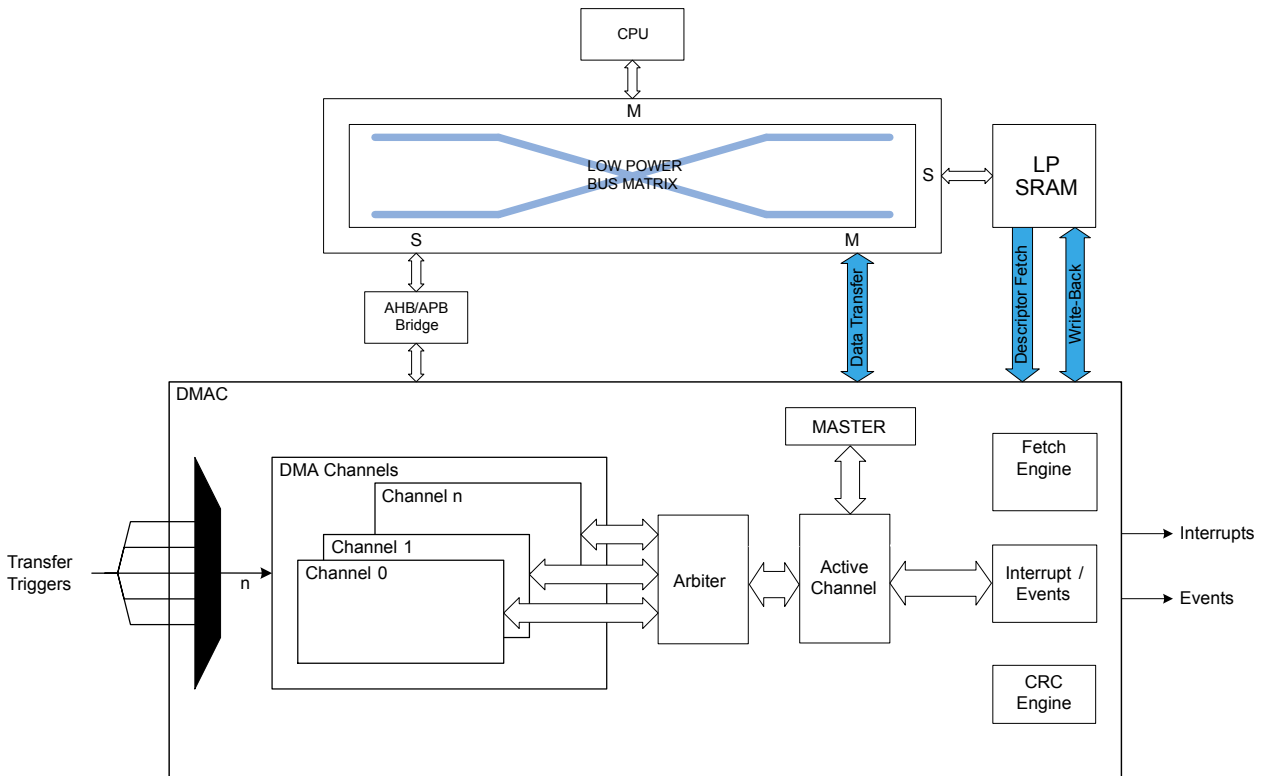 CPU
M
LOW POWER
BUS MATRIX
S
LP
SRAM
S
M
AHB/APB
Bridge
Data Transfer
Descriptor Fetch
Write-Back
DMAC
MASTER
Fetch
Engine
DMA Channels
Channel n
Channel 1
Channel 0
Transfer
Triggers
n
Arbiter
Active
Channel
Interrupt /
Events
Interrupts
Events
CRC
Engine